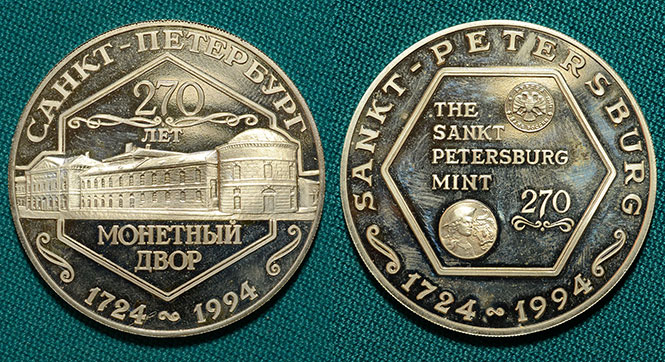 САНКТ-ПЕТЕРБУРГ
270
ЛЕТ
МОНЕТНЫЙ
ДВОР
1724 ~ 1994
SANKT-PETERSBURG
THE
SANKT
PETERSBURG
MINT
270
1724 ~ 1994